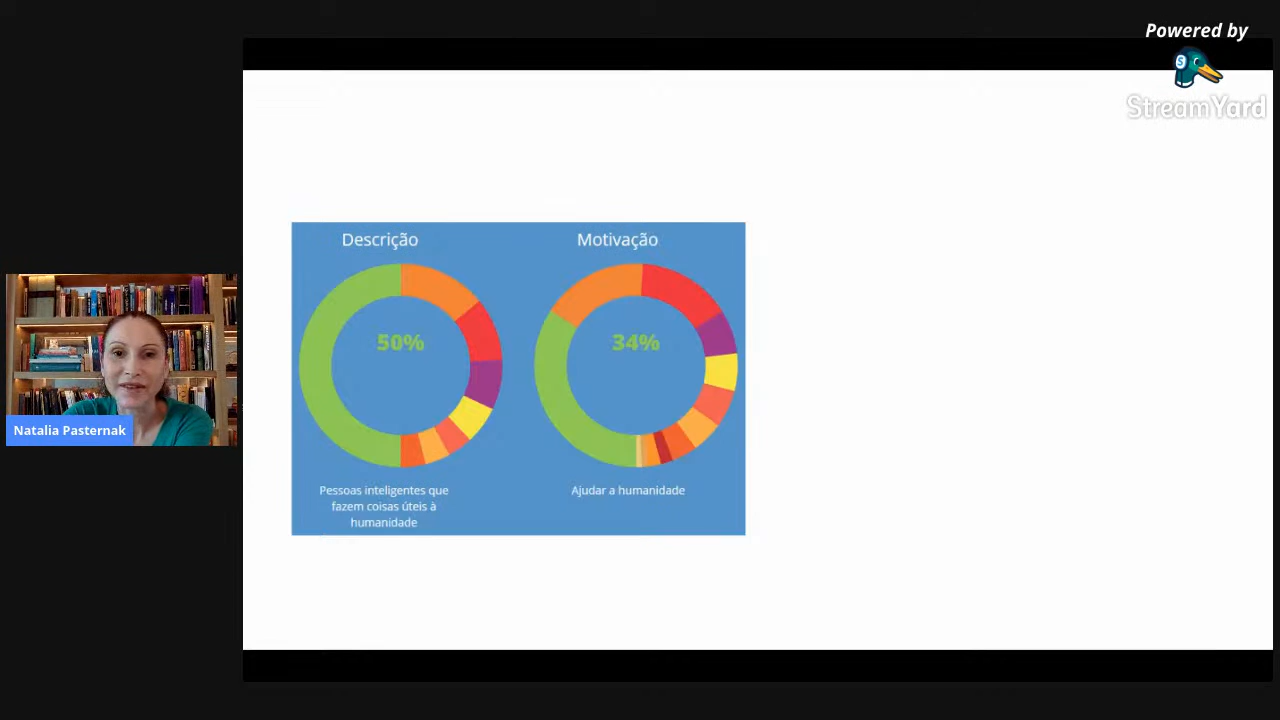 Powered by
StreamYard
Descrição
Motivação
50%
34%
Pessoas inteligentes que
fazem coisas úteis à
humanidade
Ajudar a humanidade
Natalia Pasternak